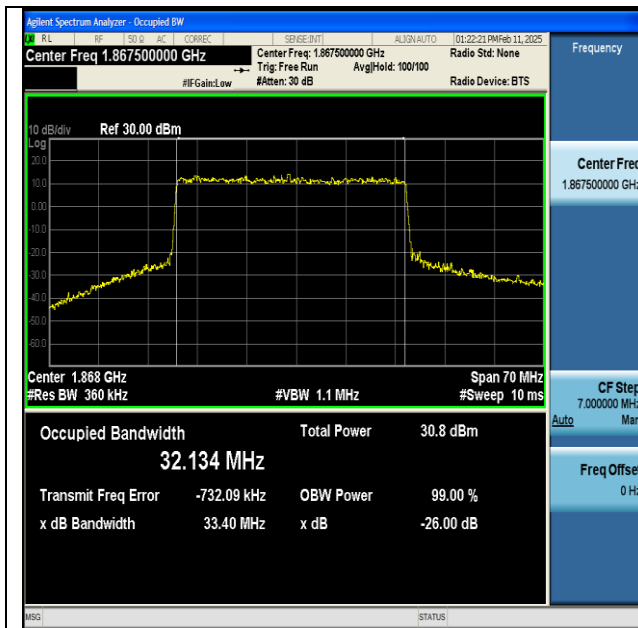 Agilent Spectrum Analyzer - Occupied BW
RL RF 50 Ω AC CORREC SENSE:INT ALIGN AUTO 01:22:21 PM Feb 11, 2025
Center Freq 1.867500000 GHz Center Freq: 1.867500000 GHz Radio Std: None
Trig: Free Run Avg|Hold: 100/100
#IFGain:Low #Atten: 30 dB Radio Device: BTS
Frequency
10 dB/div Ref 30.00 dBm
Log
20.0
10.0
0.00
-10.0
-20.0
-30.0
-40.0
-50.0
-60.0
Center 1.868 GHz Span 70 MHz
#Res BW 360 kHz #VBW 1.1 MHz #Sweep 10 ms
Center Freq
1.867500000 GHz
CF Step
7.000000 MHz
Auto Man
Freq Offset
0 Hz
Occupied Bandwidth Total Power 30.8 dBm
32.134 MHz
Transmit Freq Error -732.09 kHz OBW Power 99.00 %
x dB Bandwidth 33.40 MHz x dB -26.00 dB
MSG STATUS